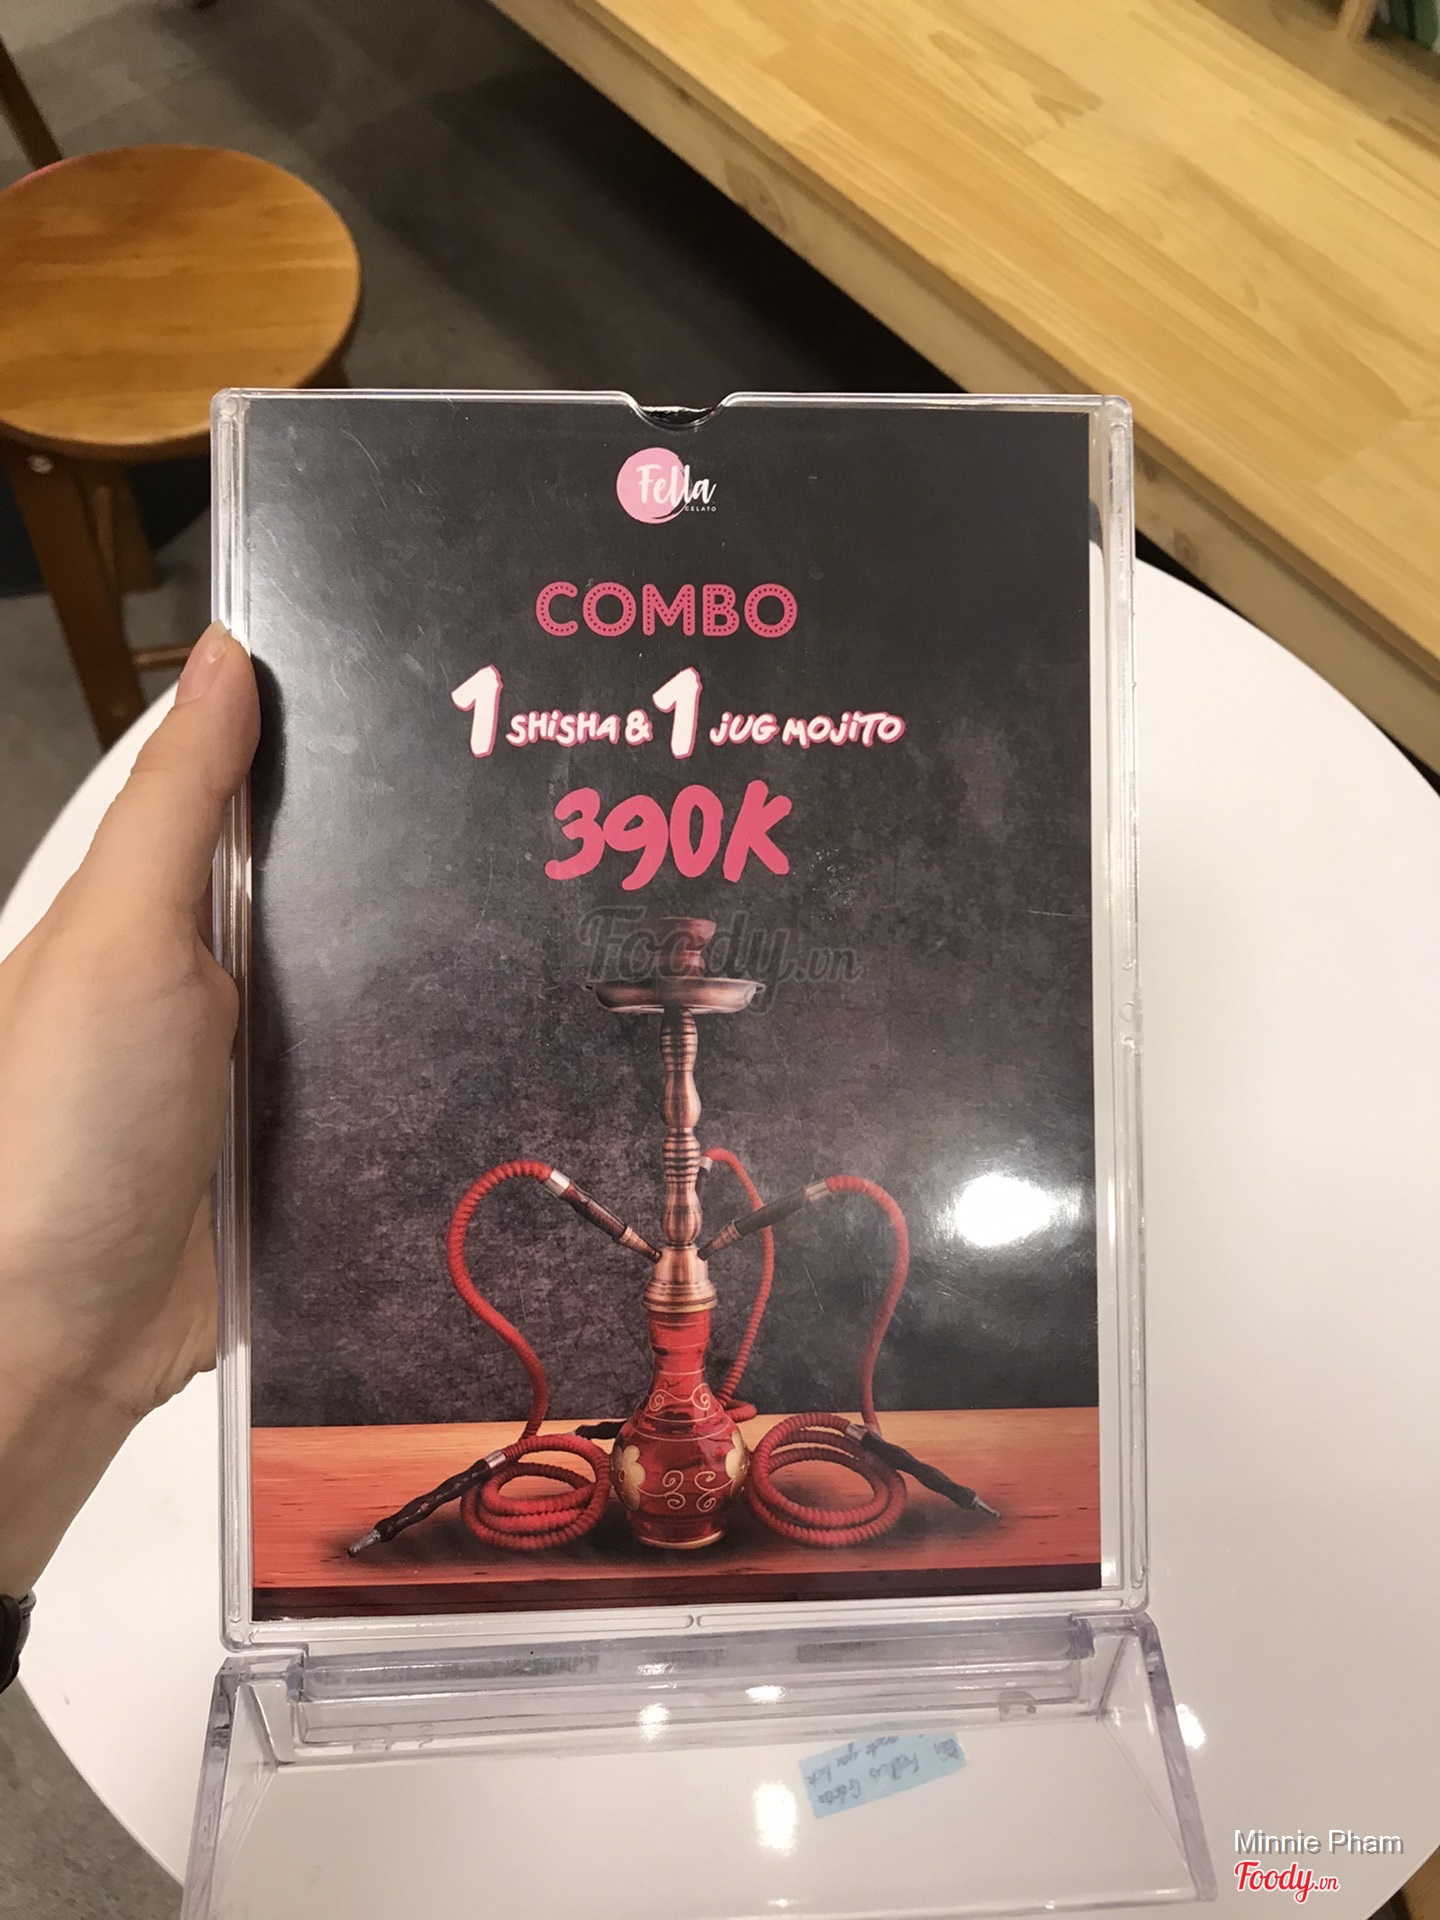 Fella
GELATO
COMBO
1 SHiSHA & 1 JUG MOJiTO
390K
Foody.vn
Minnie Pham
Foody.vn